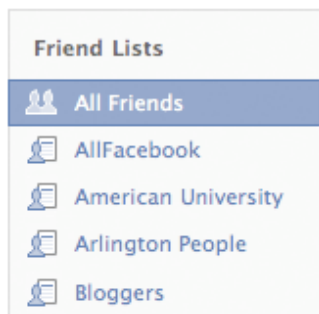 Friend Lists
All Friends
AllFacebook
American University
Arlington People
Bloggers